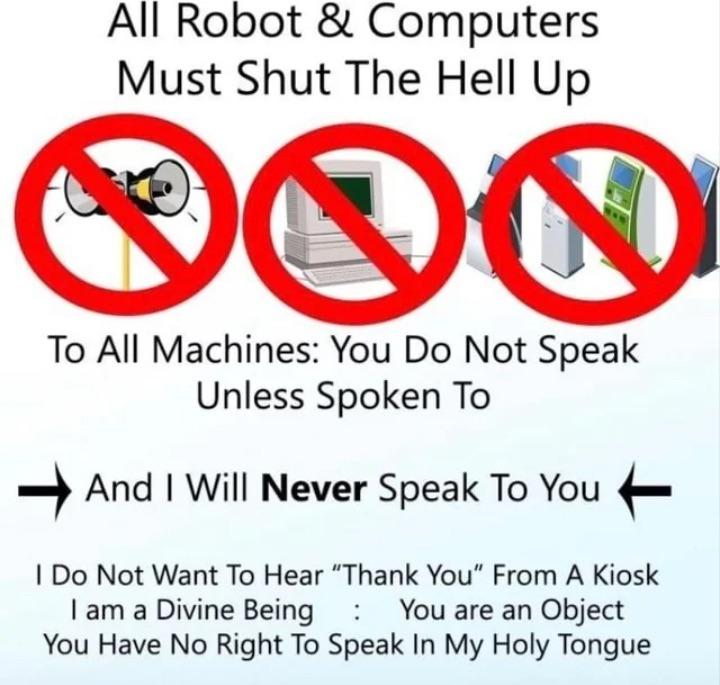 All Robot & Computers
Must Shut The Hell Up
To All Machines: You Do Not Speak
Unless Spoken To
And I Will Never Speak To You
I Do Not Want To Hear “Thank You” From A Kiosk
I am a Divine Being : You are an Object
You Have No Right To Speak In My Holy Tongue